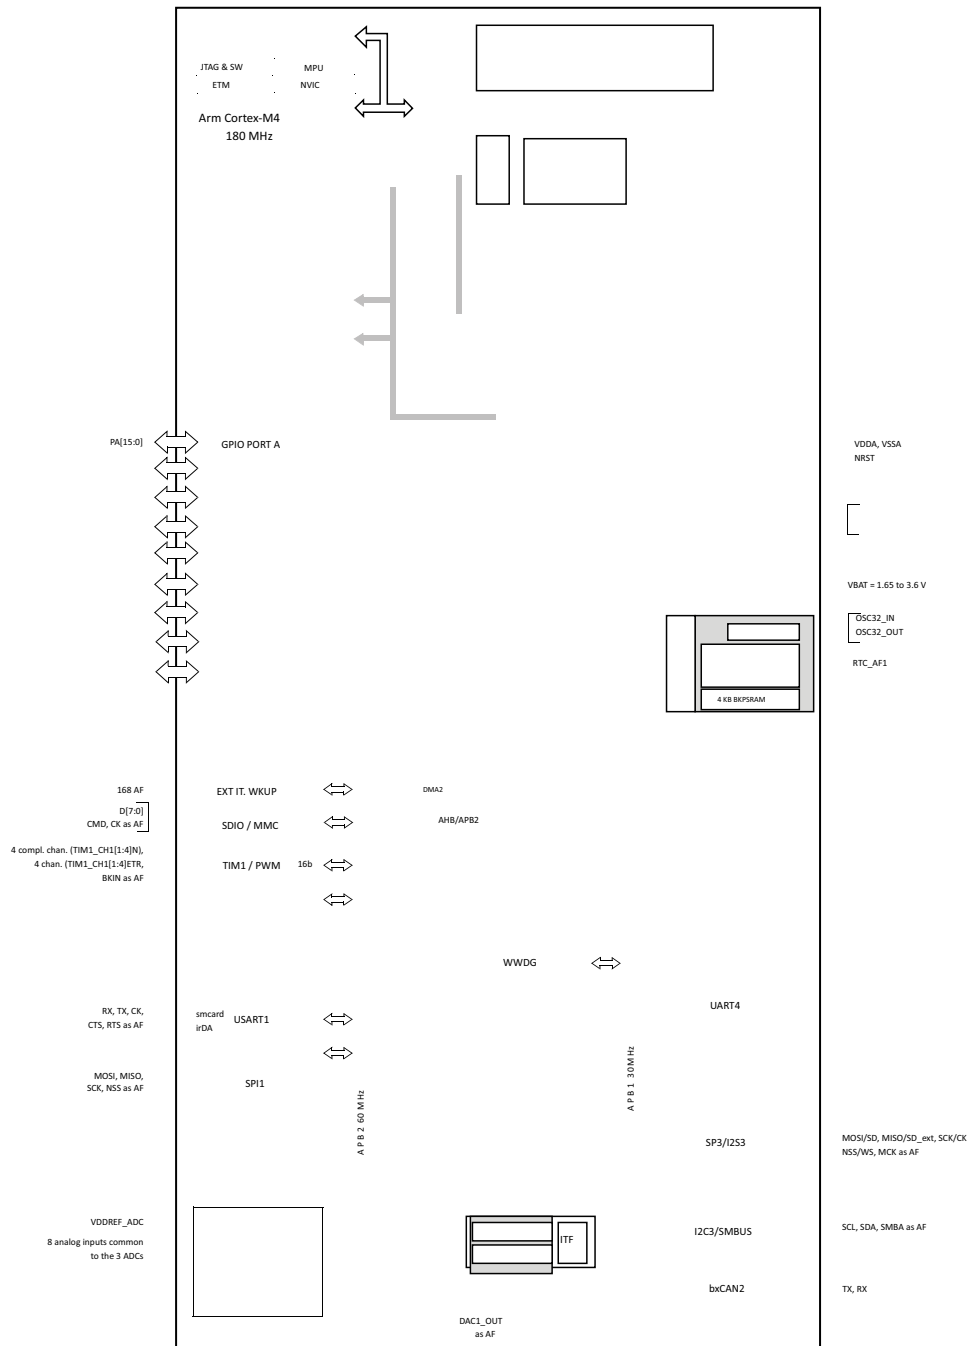 JTAG & SW
MPU
ETM
NVIC
Arm Cortex-M4
180 MHz
PA[15:0]
GPIO PORT A
VDDA, VSSA
NRST
VBAT = 1.65 to 3.6 V
OSC32_IN
OSC32_OUT
RTC_AF1
4 KB BKPSRAM
168 AF
EXT IT. WKUP
DMA2
D[7:0]
CMD, CK as AF
SDIO / MMC
AHB/APB2
4 compl. chan. (TIM1_CH1[1:4]N),
4 chan. (TIM1_CH1[1:4]ETR,
BKIN as AF
TIM1 / PWM
16b
WWDG
UART4
RX, TX, CK,
CTS, RTS as AF
smcard
irDA
USART1
MOSI, MISO,
SCK, NSS as AF
SPI1
APB2 60 MHz
APB1 30MHz
SP3/I2S3
MOSI/SD, MISO/SD_ext, SCK/CK
NSS/WS, MCK as AF
VDDREF_ADC
8 analog inputs common
to the 3 ADCs
ITF
I2C3/SMBUS
SCL, SDA, SMBA as AF
bxCAN2
TX, RX
DAC1_OUT
as AF